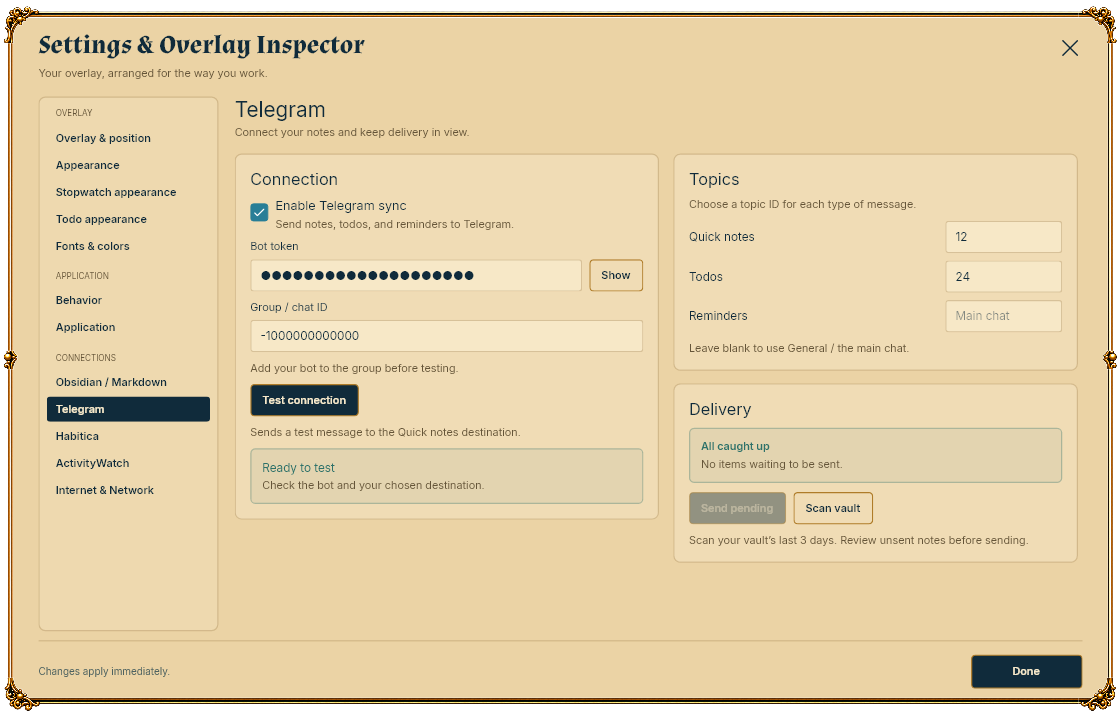 Settings & Overlay Inspector
Your overlay, arranged for the way you work.
OVERLAY
Overlay & position
Appearance
Stopwatch appearance
Todo appearance
Fonts & colors
APPLICATION
Behavior
Application
CONNECTIONS
Obsidian / Markdown
Telegram
Habitica
ActivityWatch
Internet & Network
Telegram
Connect your notes and keep delivery in view.
Connection
Enable Telegram sync
Send notes, todos, and reminders to Telegram.
Bot token
●●●●●●●●●●●●●●●●●●●
Show
Group / chat ID
-1000000000000
Add your bot to the group before testing.
Test connection
Sends a test message to the Quick notes destination.
Ready to test
Check the bot and your chosen destination.
Topics
Choose a topic ID for each type of message.
Quick notes 12
Todos 24
Reminders Main chat
Leave blank to use General / the main chat.
Delivery
All caught up
No items waiting to be sent.
Send pending Scan vault
Scan your vault's last 3 days. Review unsent notes before sending.
Changes apply immediately.
Done